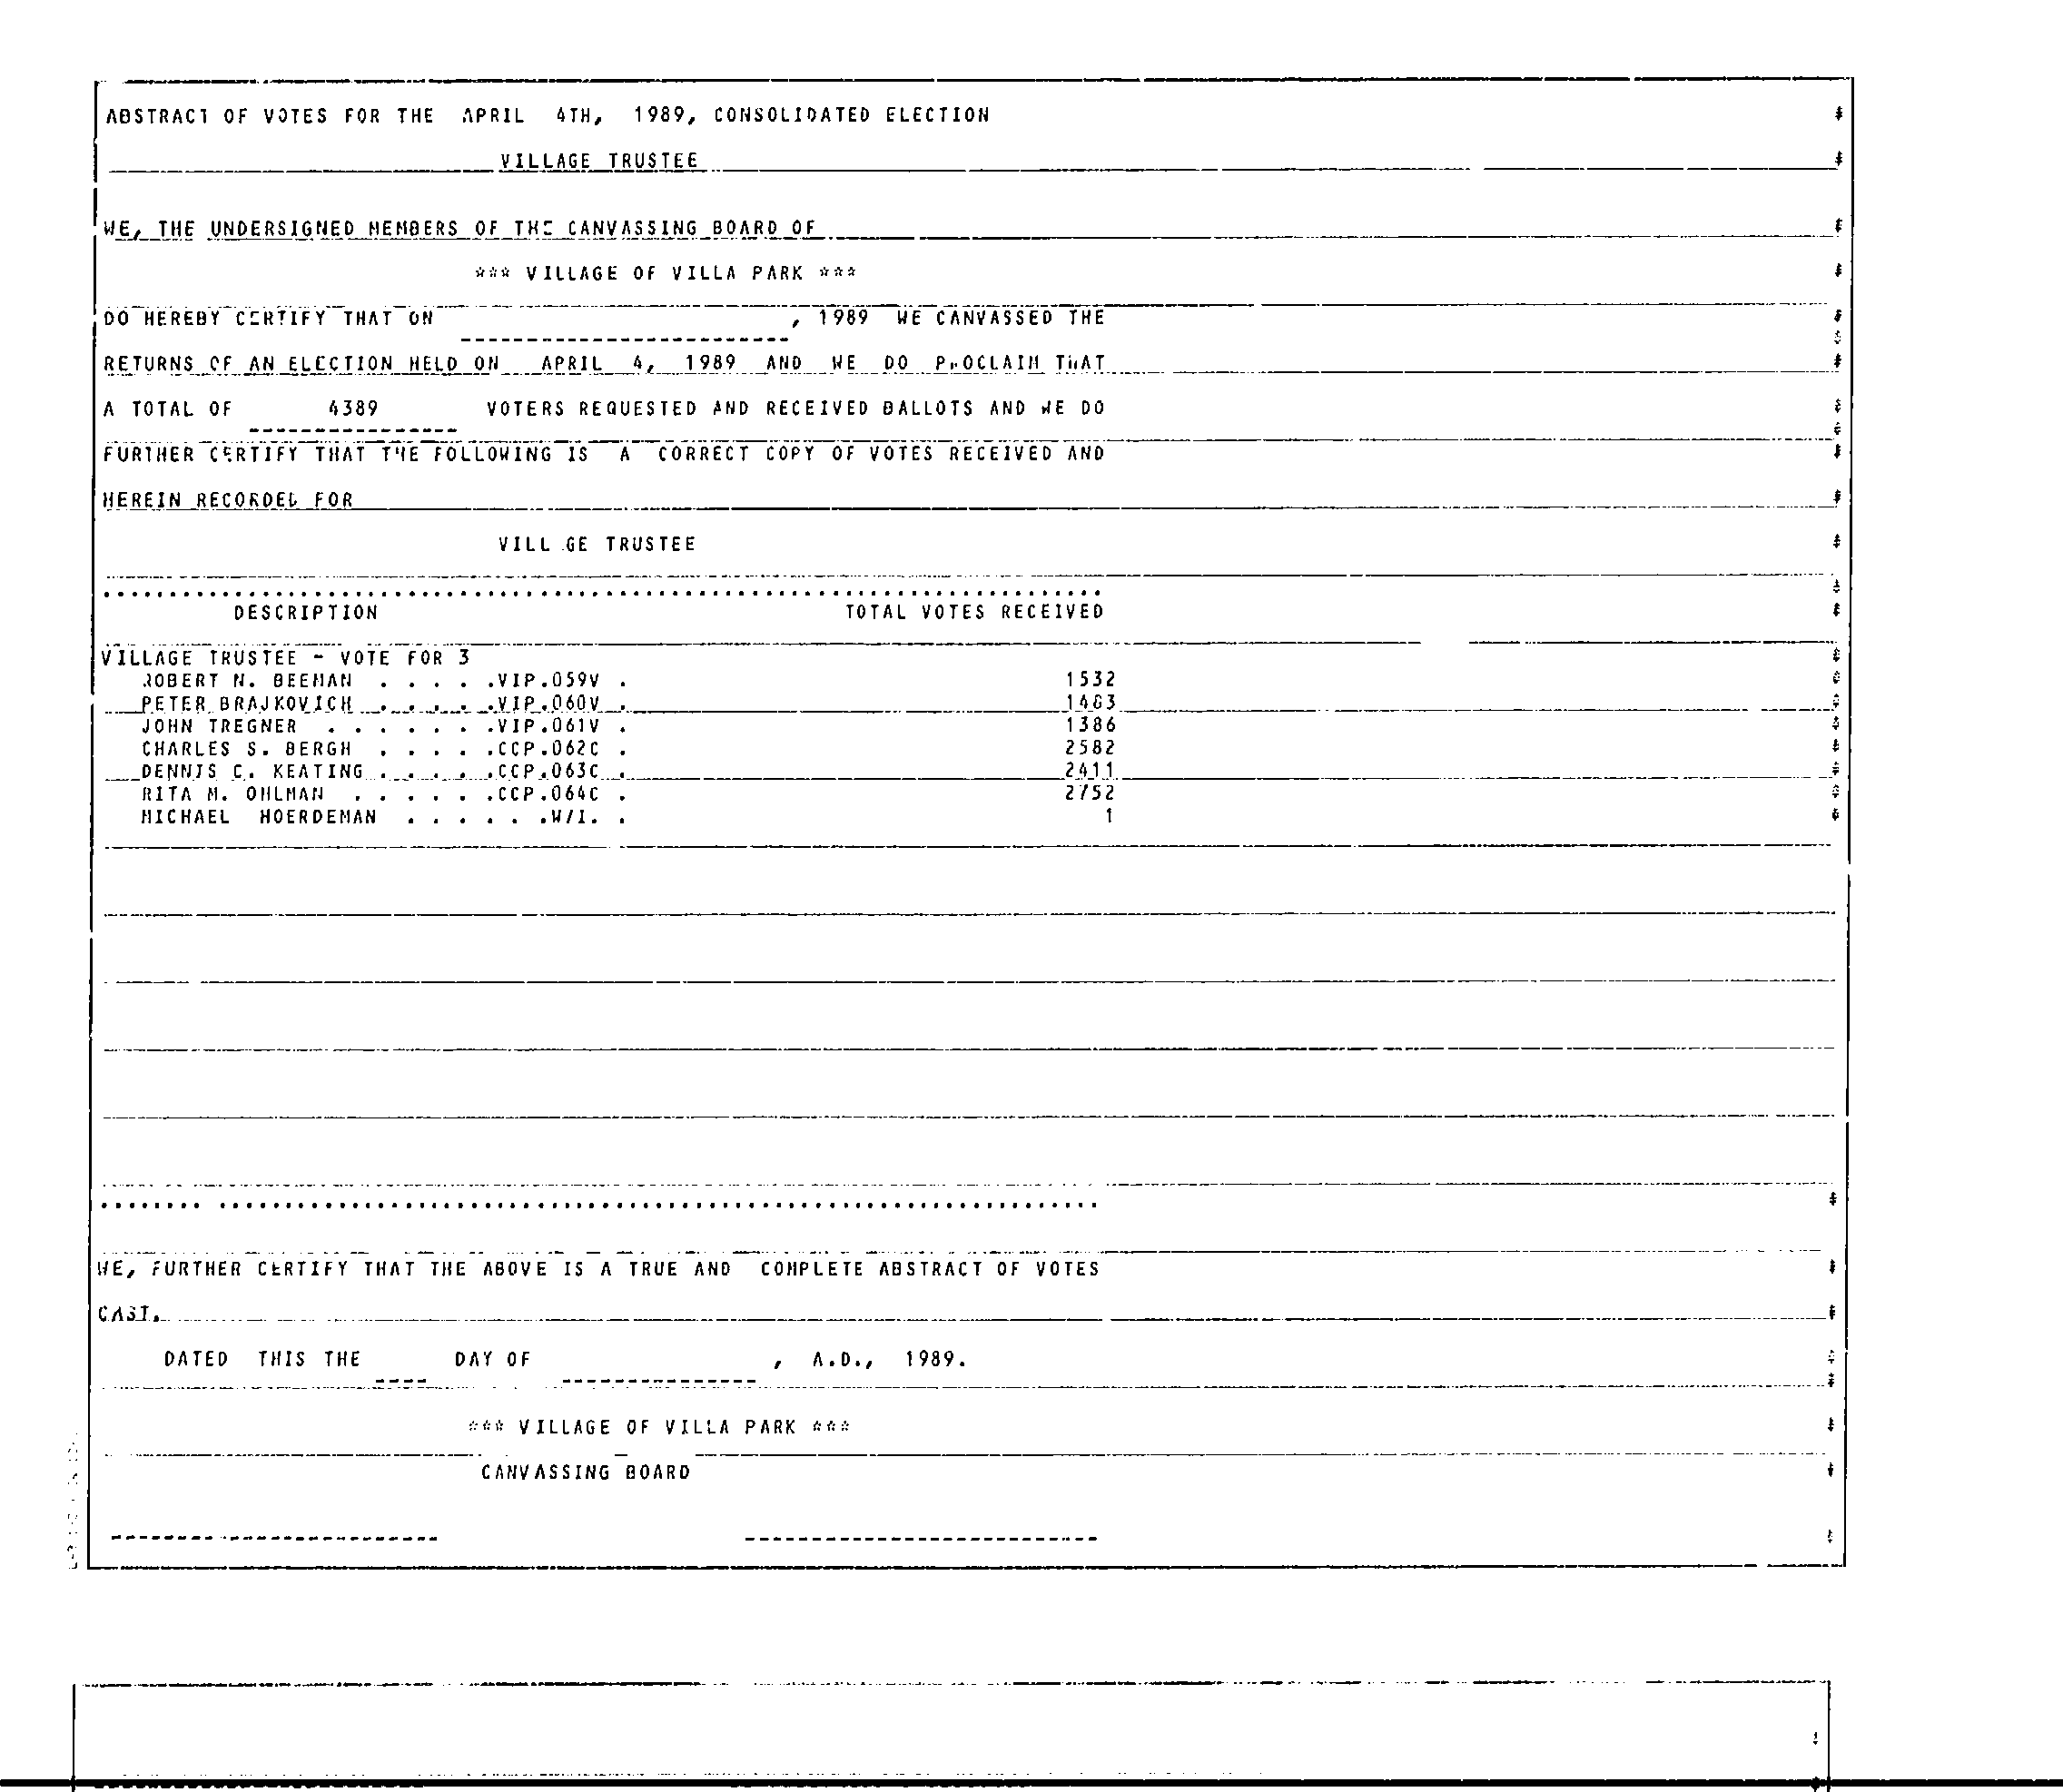 ABSTRACT OF VOTES FOR THE APRIL 4TH, 1989, CONSOLIDATED ELECTION
VILLAGE TRUSTEE
WE, THE UNDERSIGNED MEMBERS OF THE CANVASSING BOARD OF
*** VILLAGE OF VILLA PARK ***
DO HEREBY CERTIFY THAT ON ------------------------- , 1989 WE CANVASSED THE
RETURNS OF AN ELECTION HELD ON APRIL 4, 1989 AND WE DO PROCLAIM THAT
A TOTAL OF 4389 VOTERS REQUESTED AND RECEIVED BALLOTS AND WE DO
FURTHER CERTIFY THAT THE FOLLOWING IS A CORRECT COPY OF VOTES RECEIVED AND
HEREIN RECORDED FOR
VILL GE TRUSTEE
DESCRIPTION TOTAL VOTES RECEIVED
VILLAGE TRUSTEE - VOTE FOR 3
ROBERT N. BEEMAN . . . . .VIP.059V . 1532
PETER BRAJKOVICH . . . . .VIP.060V . 1483
JOHN TREGNER . . . . . . .VIP.061V . 1386
CHARLES S. BERGH . . . . .CCP.062C . 2582
DENNIS C. KEATING . . . . .CCP.063C . 2411
RITA M. OHLMAN . . . . . .CCP.064C . 2752
MICHAEL HOERDEMAN . . . . . .W/I. . 1
WE, FURTHER CERTIFY THAT THE ABOVE IS A TRUE AND COMPLETE ABSTRACT OF VOTES
CAST.
DATED THIS THE ---- DAY OF --------------- , A.D., 1989.
*** VILLAGE OF VILLA PARK ***
CANVASSING BOARD